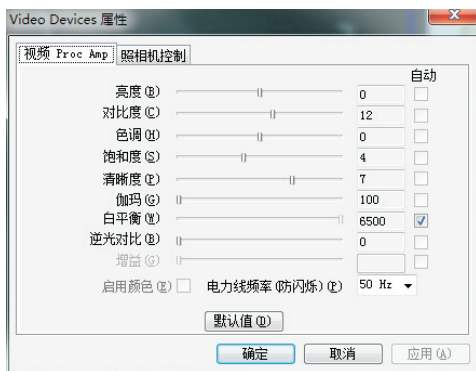 Video Devices 属性
视频 Proc Amp 照相机控制
自动
亮度(B) 0
对比度(C) 12
色调(H) 0
饱和度(S) 4
清晰度(P) 7
伽玛(G) 100
白平衡(W) 6500
逆光对比(B) 0
增益(G)
启用颜色(E) 电力线频率(防闪烁)(P) 50 Hz
默认值(D)
确定 取消 应用(A)